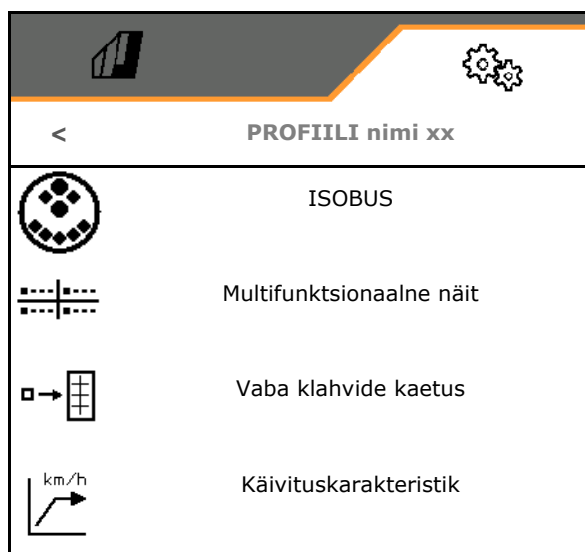 <
PROFIILI nimi xx
ISOBUS
Multifunktsionaalne näit
Vaba klahvide kaetus
km/h
Käivituskarakteristik